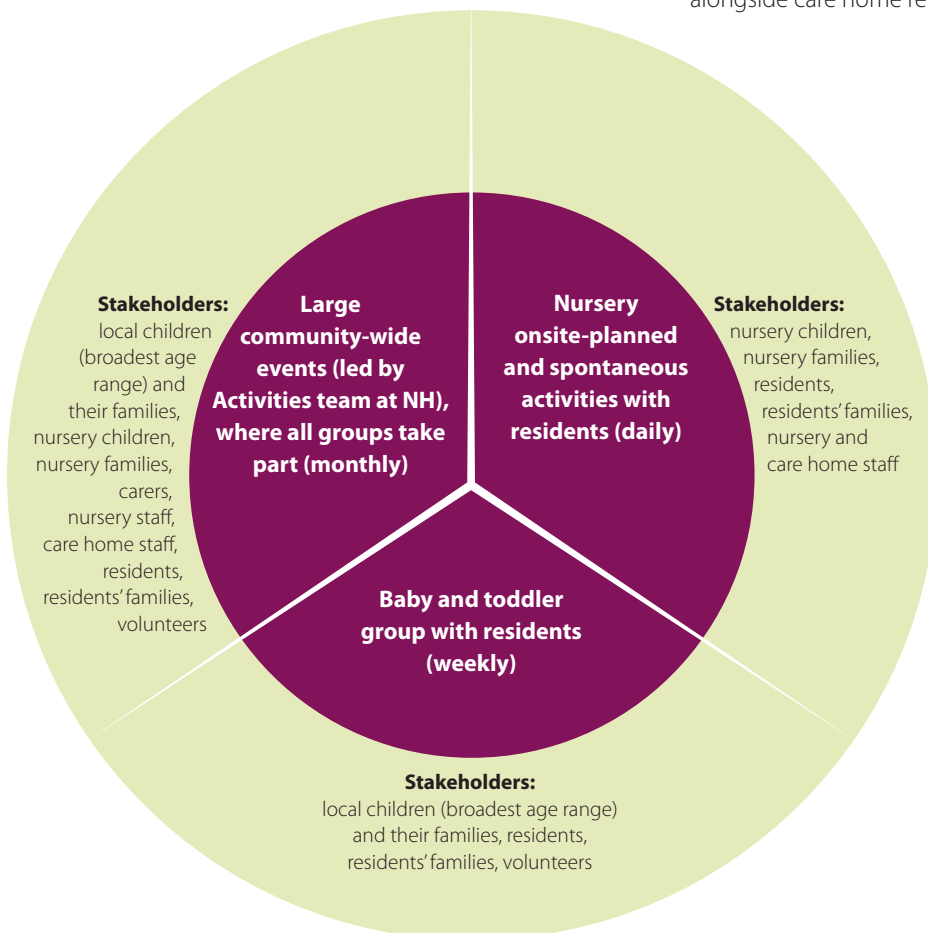 alongside care home re
Large
community-wide
events (led by
Activities team at NH),
where all groups take
part (monthly)
Nursery
onsite-planned
and spontaneous
activities with
residents (daily)
Stakeholders:
local children
(broadest age
range) and
their families,
nursery children,
nursery families,
carers,
nursery staff,
care home staff,
residents,
residents' families,
volunteers
Stakeholders:
nursery children,
nursery families,
residents,
residents' families,
nursery and
care home staff
Baby and toddler
group with residents
(weekly)
Stakeholders:
local children (broadest age range)
and their families, residents,
residents' families, volunteers